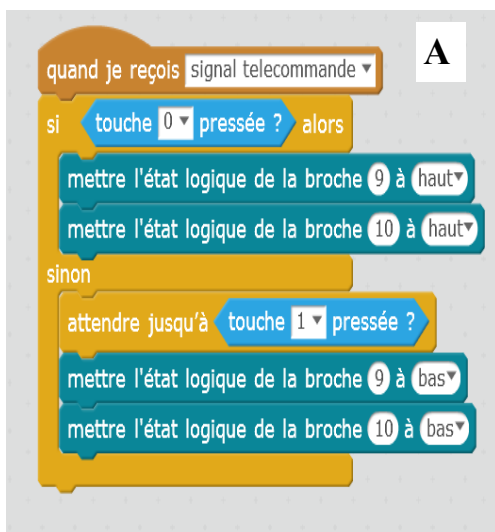 A
quand je reçois signal telecommande
si touche 0 pressée ? alors
mettre l'état logique de la broche 9 à haut
mettre l'état logique de la broche 10 à haut
sinon
attendre jusqu'à touche 1 pressée ?
mettre l'état logique de la broche 9 à bas
mettre l'état logique de la broche 10 à bas